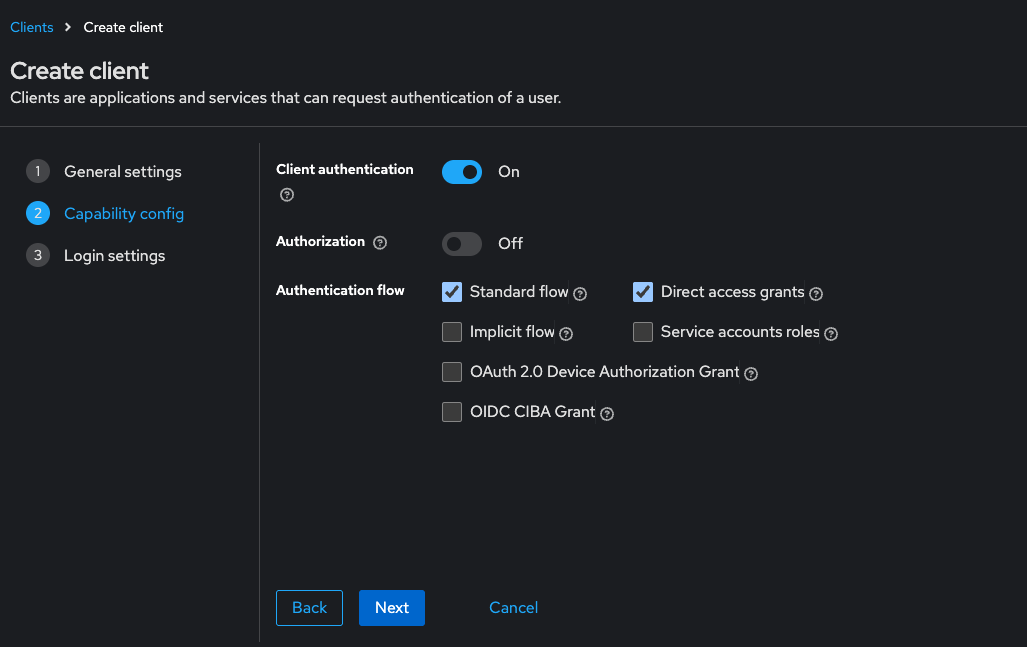 Clients > Create client
Create client
Clients are applications and services that can request authentication of a user.
1 General settings
2 Capability config
3 Login settings
Client authentication
On
Authorization
Off
Authentication flow
Standard flow
Direct access grants
Implicit flow
Service accounts roles
OAuth 2.0 Device Authorization Grant
OIDC CIBA Grant
Back
Next
Cancel